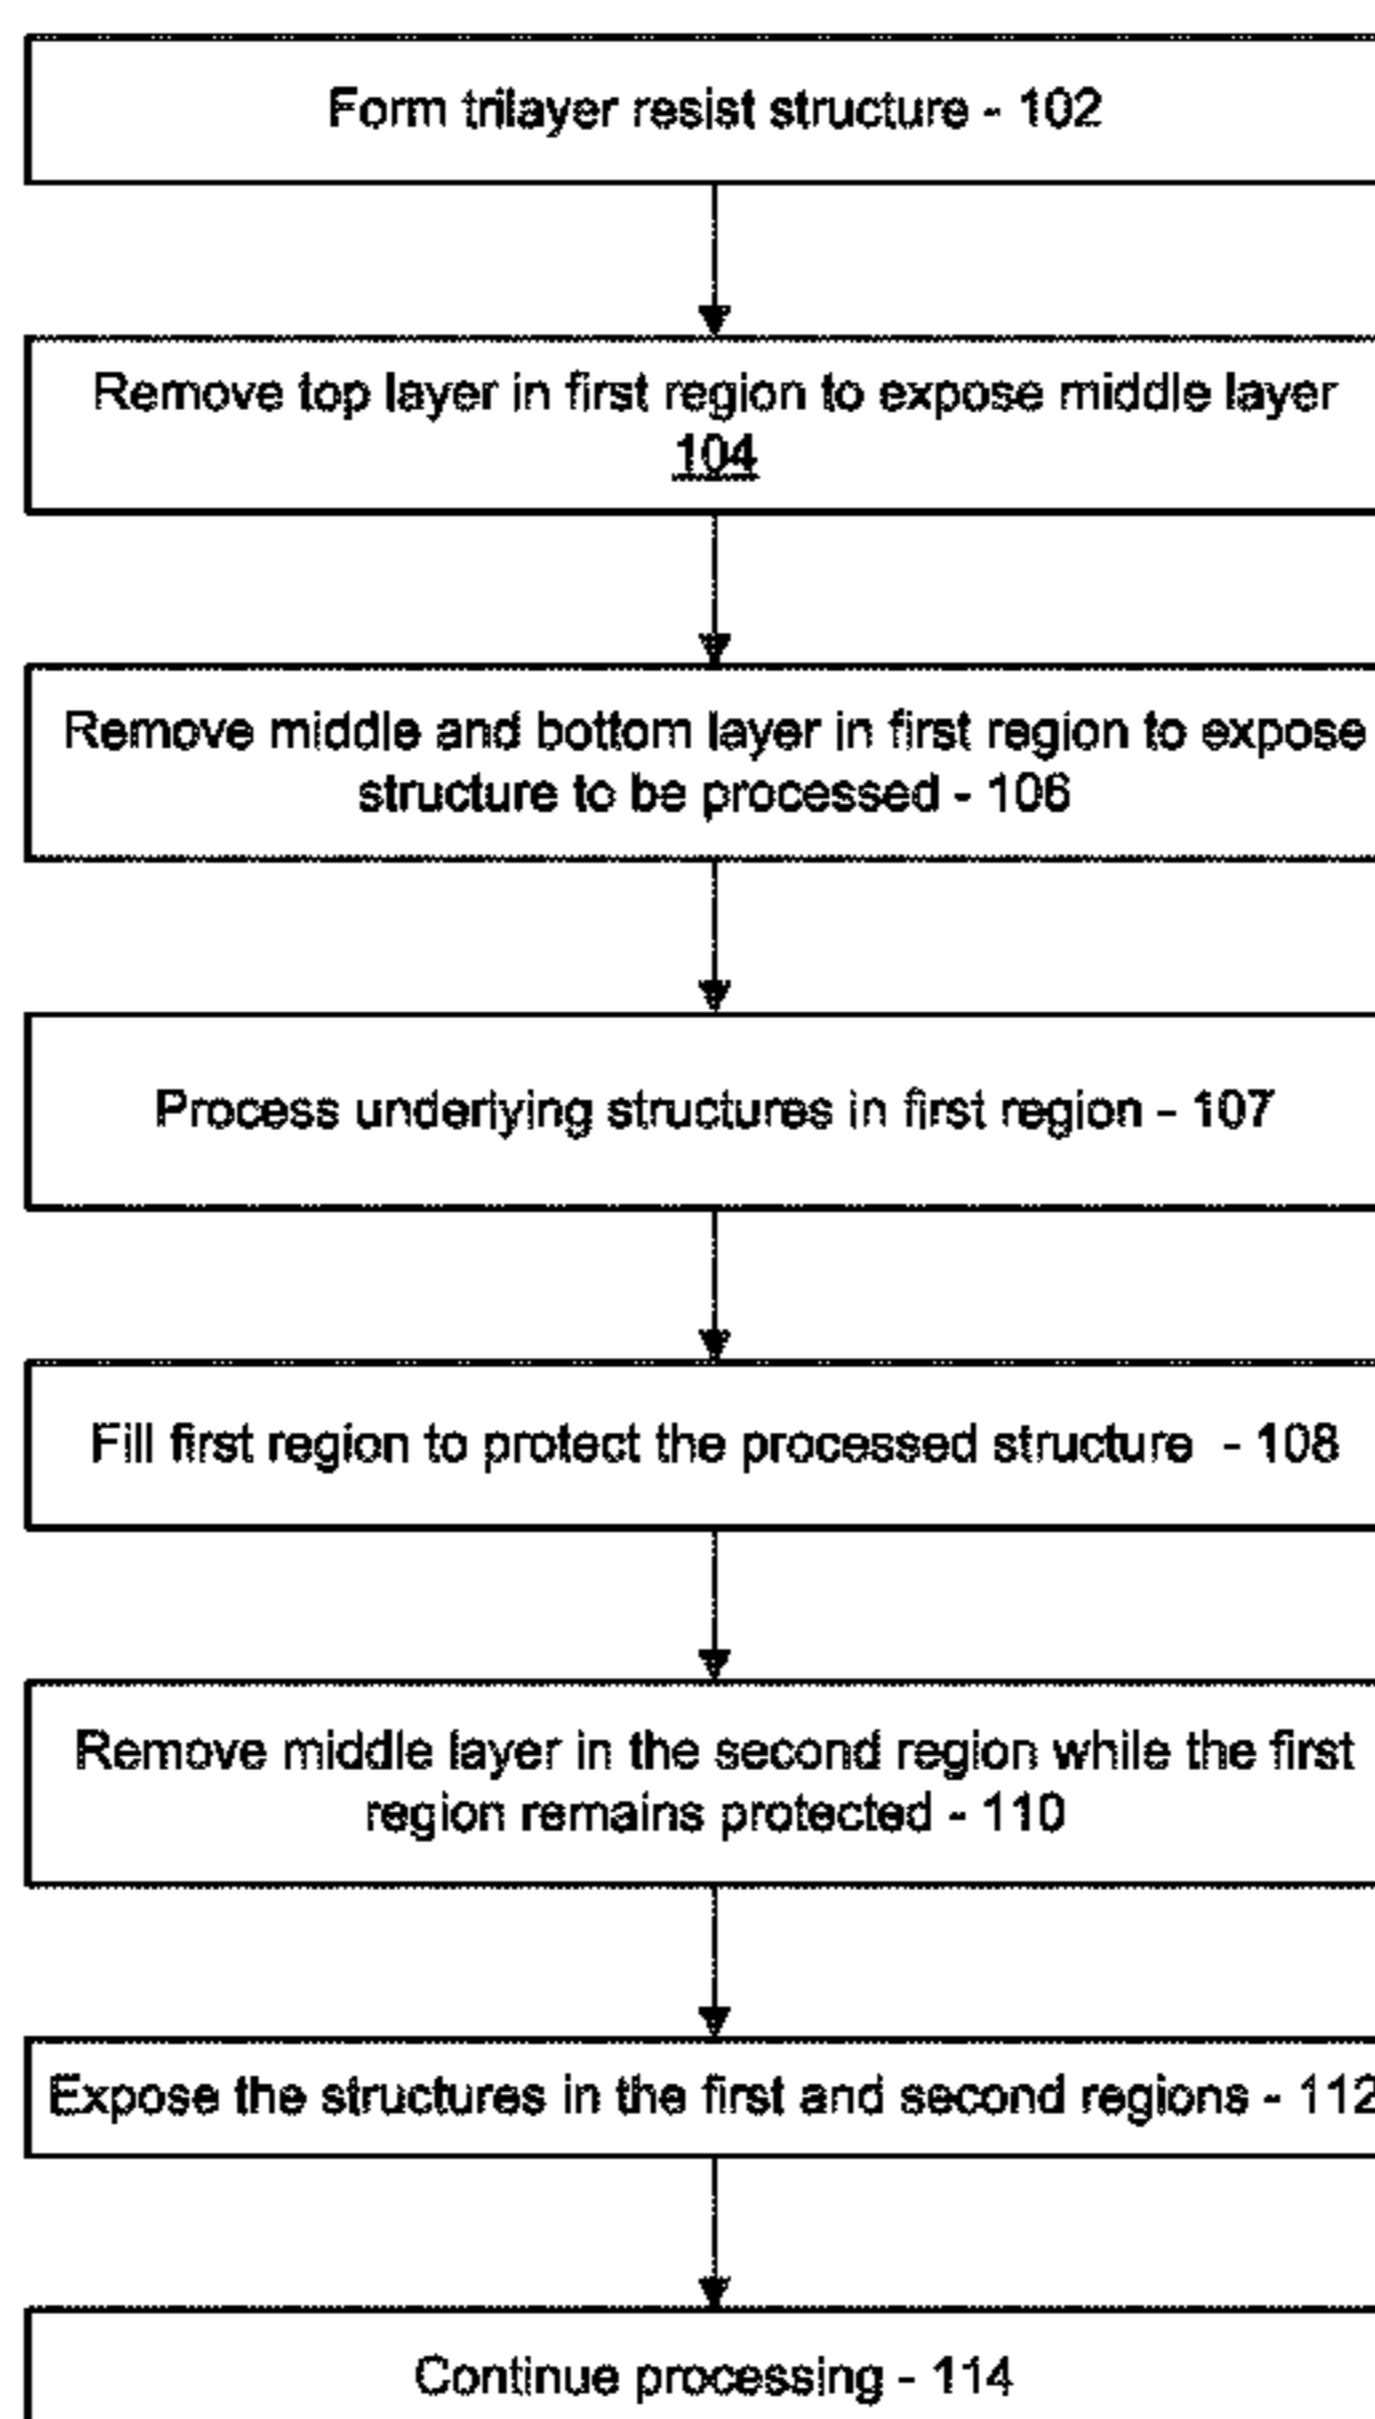 Form trilayer resist structure - 102
Remove top layer in first region to expose middle layer
104
Remove middle and bottom layer in first region to expose
structure to be processed - 106
Process underlying structures in first region - 107
Fill first region to protect the processed structure - 108
Remove middle layer in the second region while the first
region remains protected - 110
Expose the structures in the first and second regions - 112
Continue processing - 114